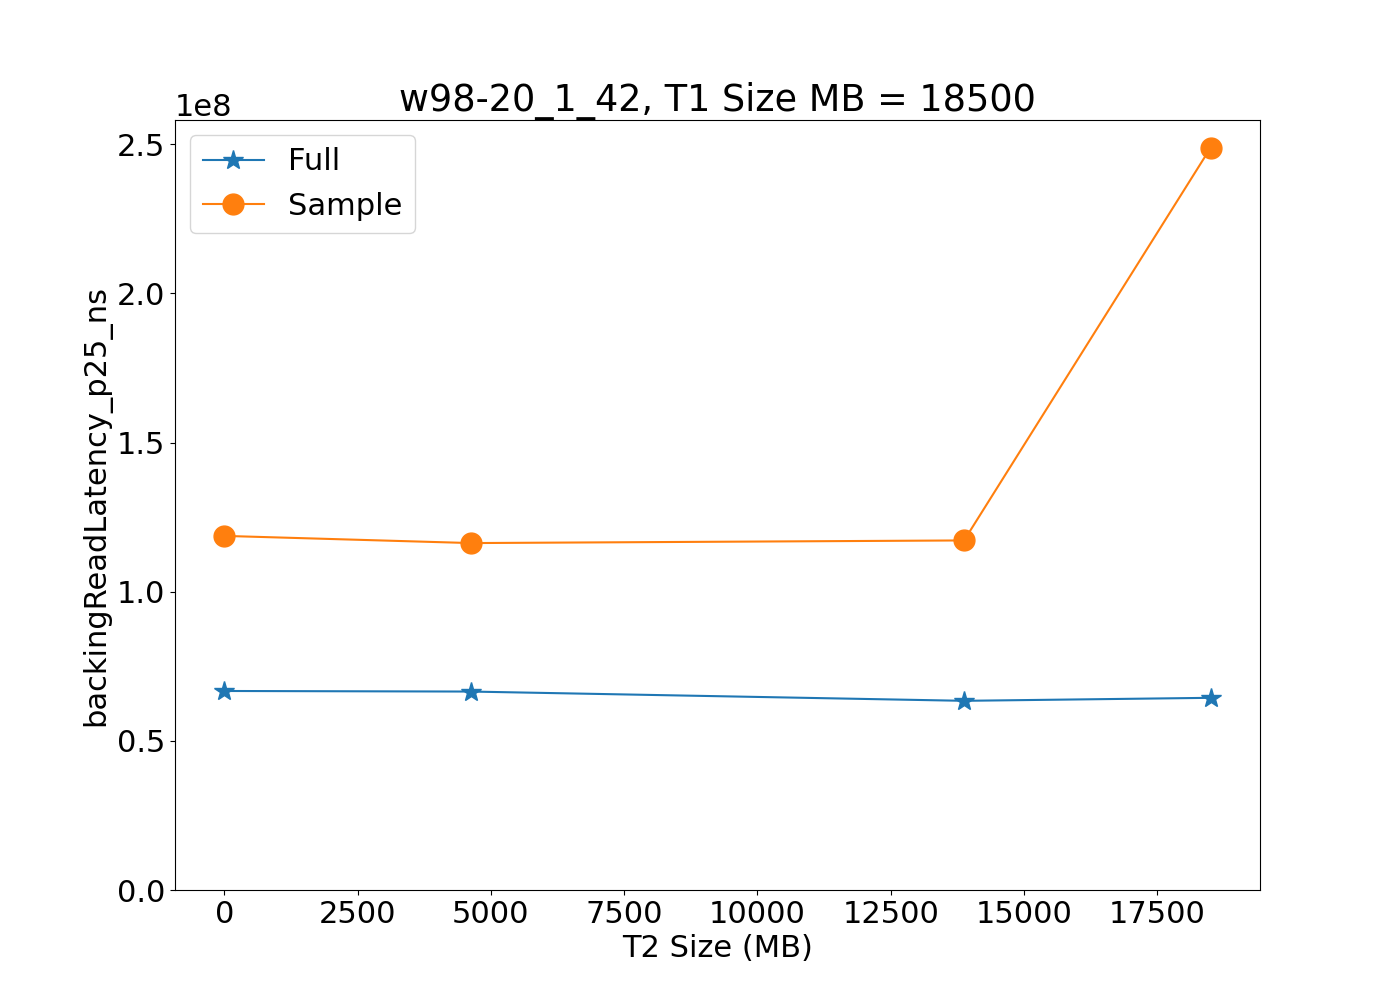 w98-20_1_42, T1 Size MB = 18500
1e8
Full
Sample
2.5
2.0
1.5
1.0
0.5
0.0
backingReadLatency_p25_ns
0 2500 5000 7500 10000 12500 15000 17500
T2 Size (MB)